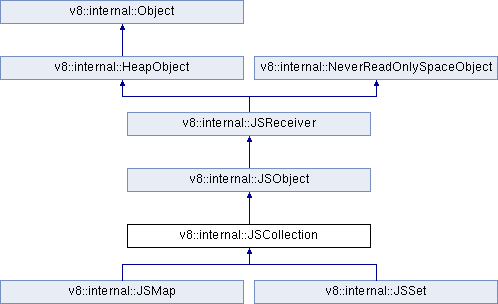 v8::internal::Object
v8::internal::HeapObject
v8::internal::NeverReadOnlySpaceObject
v8::internal::JSReceiver
v8::internal::JSObject
v8::internal::JSCollection
v8::internal::JSMap
v8::internal::JSSet